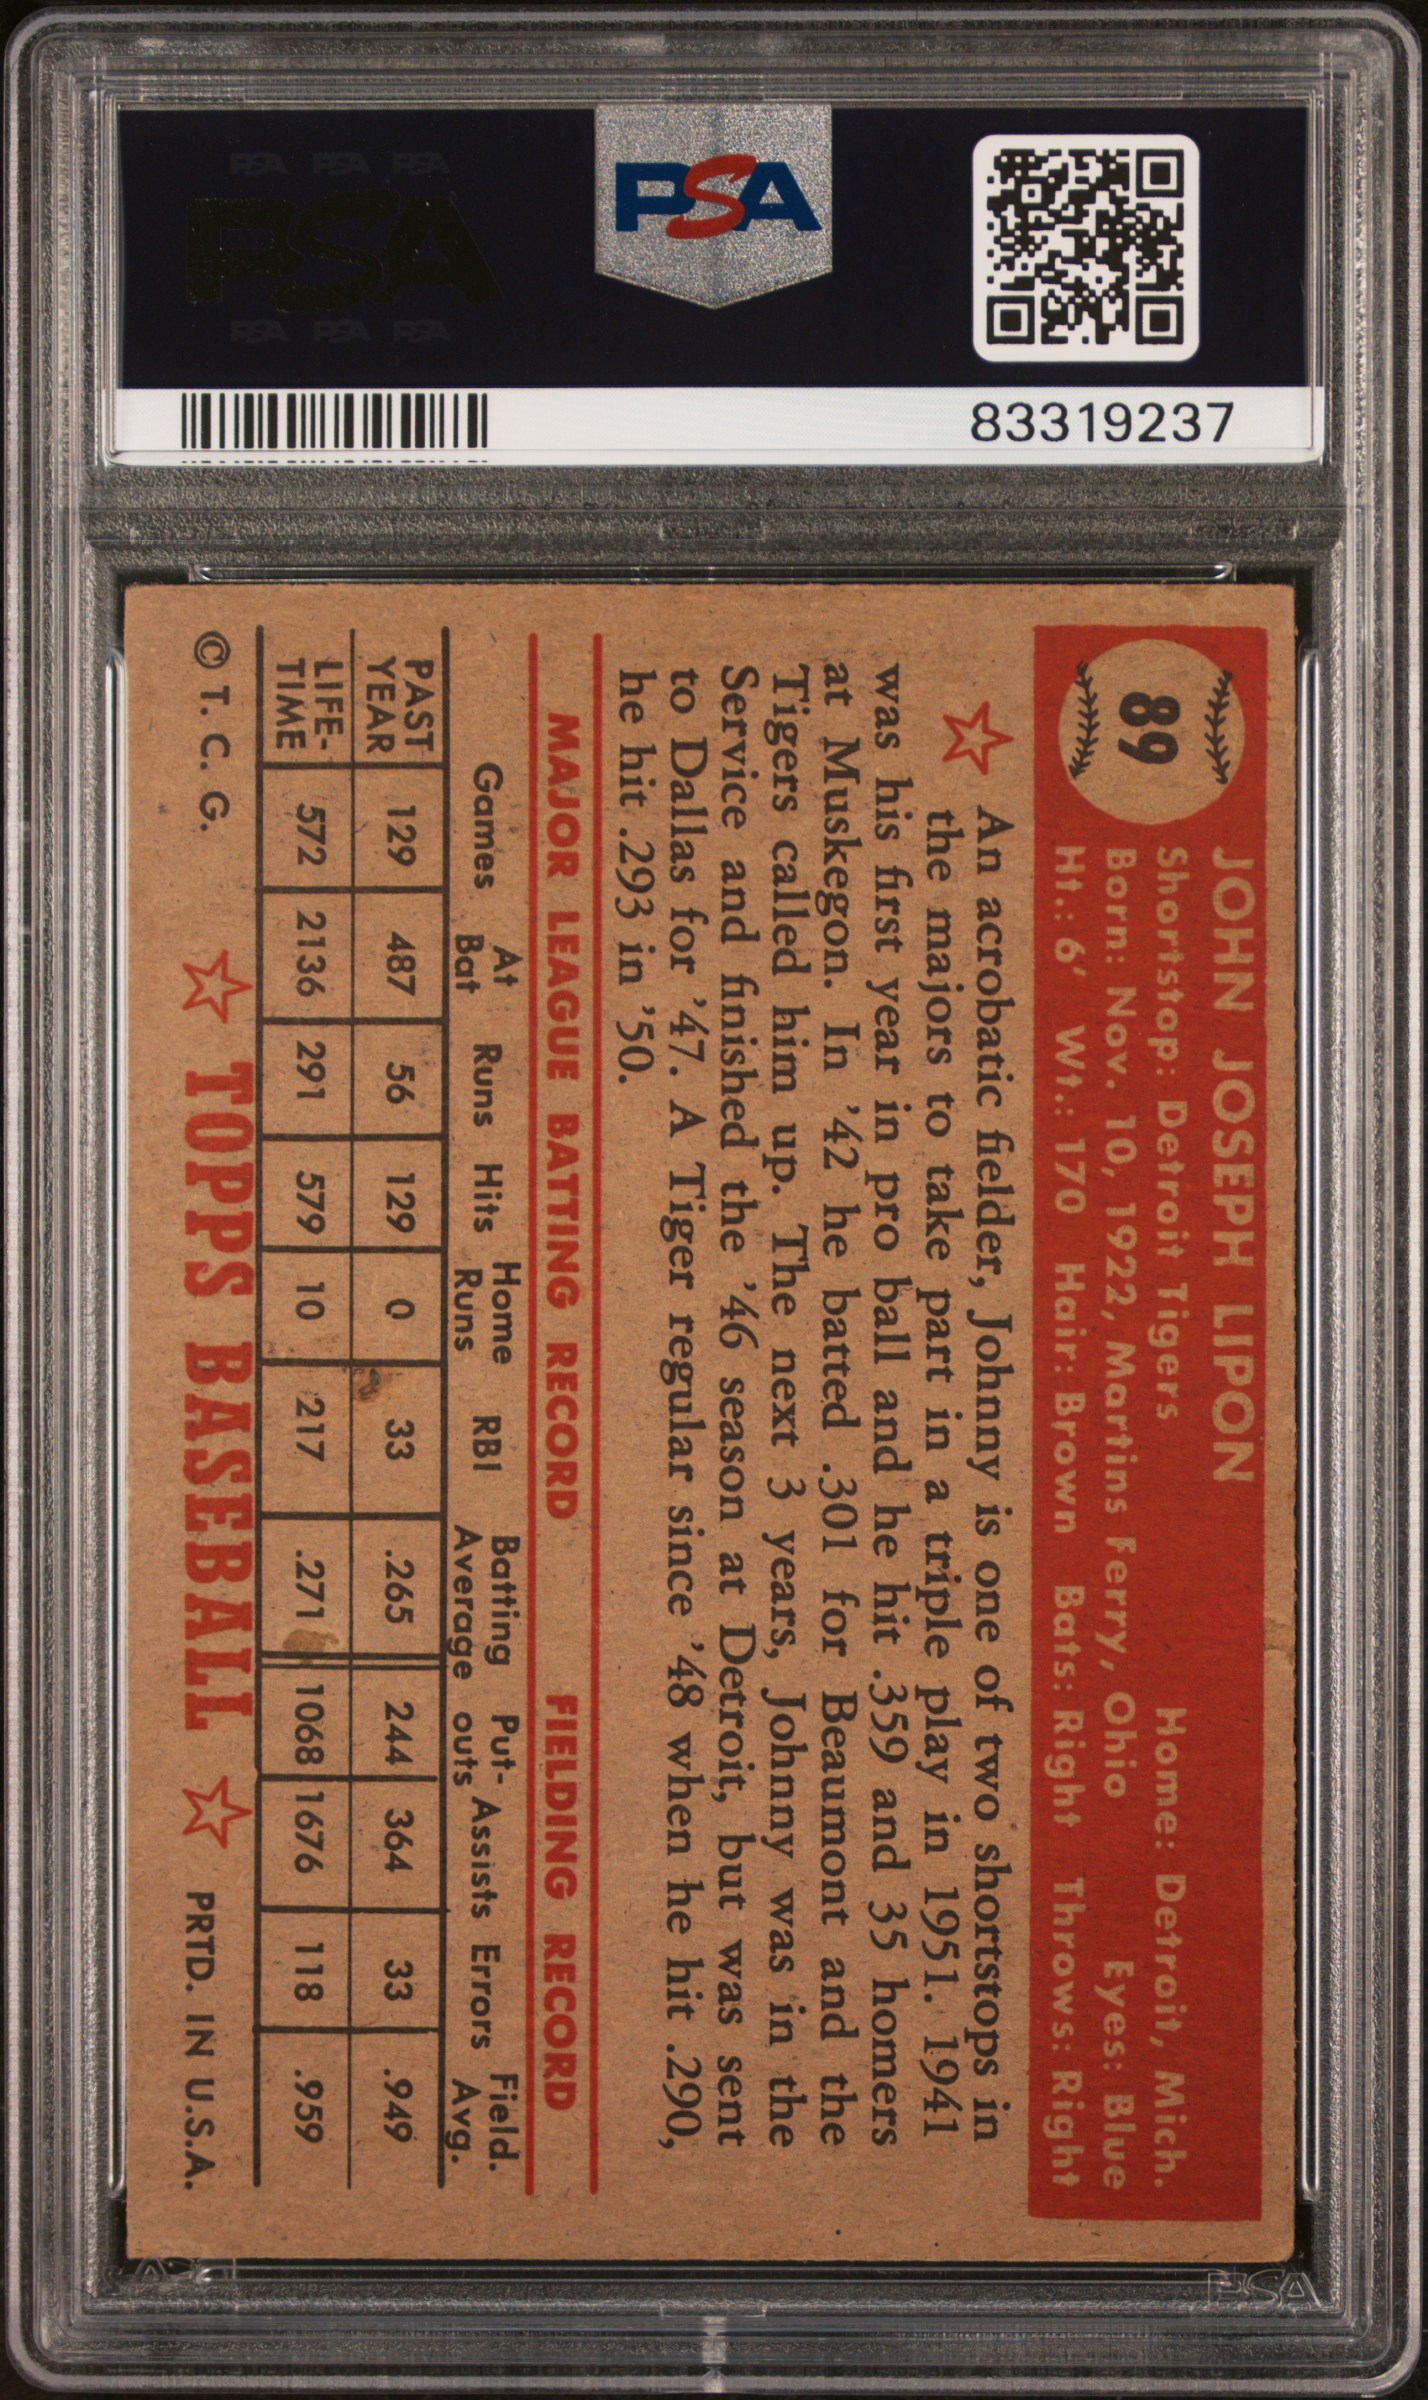 PSA PSA PSA
PSA
PSA PSA PSA
PSA
83319237
89
JOHN JOSEPH LIPON
Shortstop: Detroit Tigers Home: Detroit, Mich.
Born: Nov. 10, 1922, Martins Ferry, Ohio Eyes: Blue
Ht.: 6' Wt.: 170 Hair: Brown Bats: Right Throws: Right
An acrobatic fielder, Johnny is one of two shortstops in
the majors to take part in a triple play in 1951. 1941
was his first year in pro ball and he hit .359 and 35 homers
at Muskegon. In '42 he batted .301 for Beaumont and the
Tigers called him up. The next 3 years, Johnny was in the
Service and finished the '46 season at Detroit, but was sent
to Dallas for '47. A Tiger regular since '48 when he hit .290,
he hit .293 in '50.
MAJOR LEAGUE BATTING RECORD FIELDING RECORD
Games At Bat Runs Hits Home Runs RBI Batting Average Put-outs Assists Errors Field. Avg.
PAST YEAR 129 487 56 129 0 33 .265 244 364 33 .949
LIFE-TIME 572 2136 291 579 10 217 .271 1068 1676 118 .959
© T. C. G. ☆ TOPPS BASEBALL ☆ PRTD. IN U.S.A.
PSA